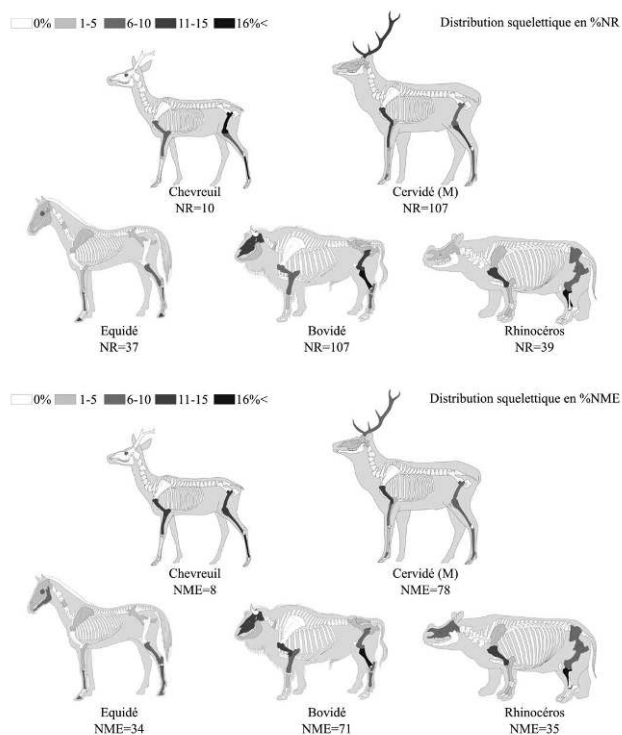 0% 1-5 6-10 11-15 16%< Distribution squelettique en %NR
Chevreuil Cervidé (M)
NR=10 NR=107
Equidé Bovidé Rhinocéros
NR=37 NR=107 NR=39
0% 1-5 6-10 11-15 16%< Distribution squelettique en %NME
Chevreuil Cervidé (M)
NME=8 NME=78
Equidé Bovidé Rhinocéros
NME=34 NME=71 NME=35